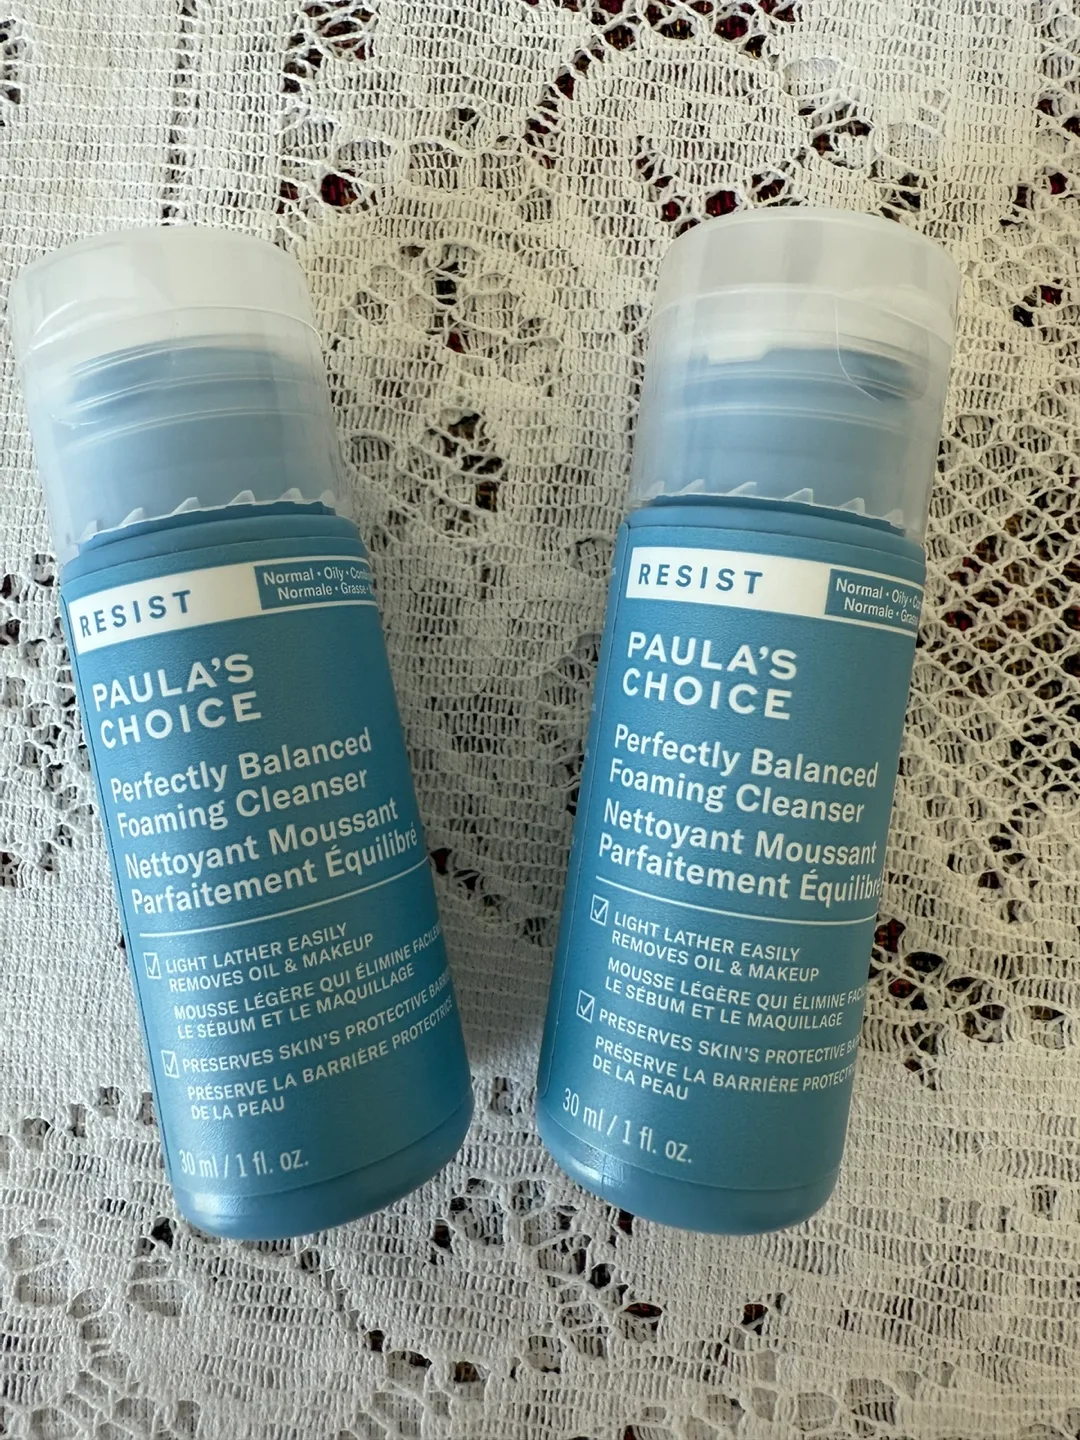 RESIST
Normal • Oily •
Normale • Grasse •
PAULA'S
CHOICE
Perfectly Balanced
Foaming Cleanser
Nettoyant Moussant
Parfaitement Équilibré
LIGHT LATHER EASILY
REMOVES OIL & MAKEUP
MOUSSE LÉGÈRE QUI ÉLIMINE
LE SÉBUM ET LE MAQUILLAGE
PRESERVES SKIN'S PROTECTIVE
PRÉSERVE LA BARRIÈRE PROTECTRICE
DE LA PEAU
30 ml / 1 fl. oz.
RESIST
Normal • Oily •
Normale •
PAULA'S
CHOICE
Perfectly Balanced
Foaming Cleanser
Nettoyant Moussant
Parfaitement Équilibré
LIGHT LATHER EASILY
REMOVES OIL & MAKEUP
MOUSSE LÉGÈRE QUI ÉLIMINE
LE SÉBUM ET LE MAQUILLAGE
PRESERVES SKIN'S PROTECTIVE
PRÉSERVE LA BARRIÈRE
DE LA PEAU
30 ml / 1 fl. oz.